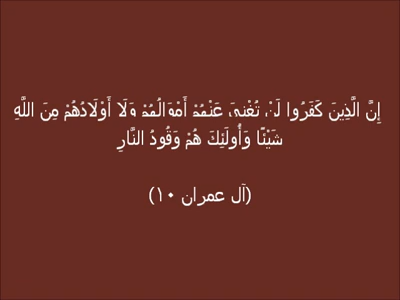 إِنَّ الَّذِينَ كَفَرُوا لَنْ تُغْنِيَ عَنْهُمْ أَمْوَالُهُمْ وَلَا أَوْلَادُهُمْ مِنَ اللَّهِ
شَيْئًا وَأُولَئِكَ هُمْ وَقُودُ النَّارِ
(آل عمران ١٠)